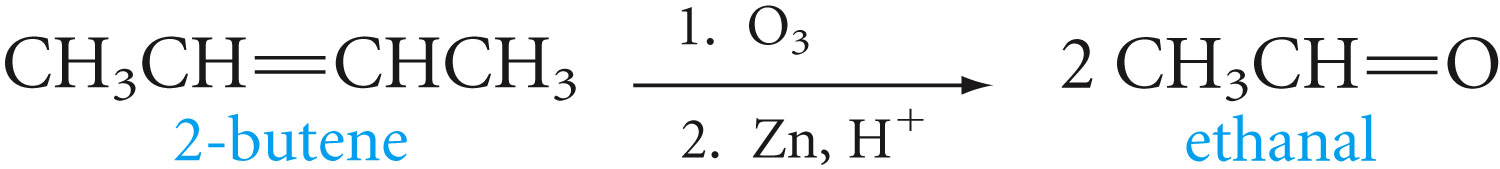 1. O₃
CH₃CH=CHCH₃ 2 CH₃CH=O
2-butene 2. Zn, H⁺ ethanal